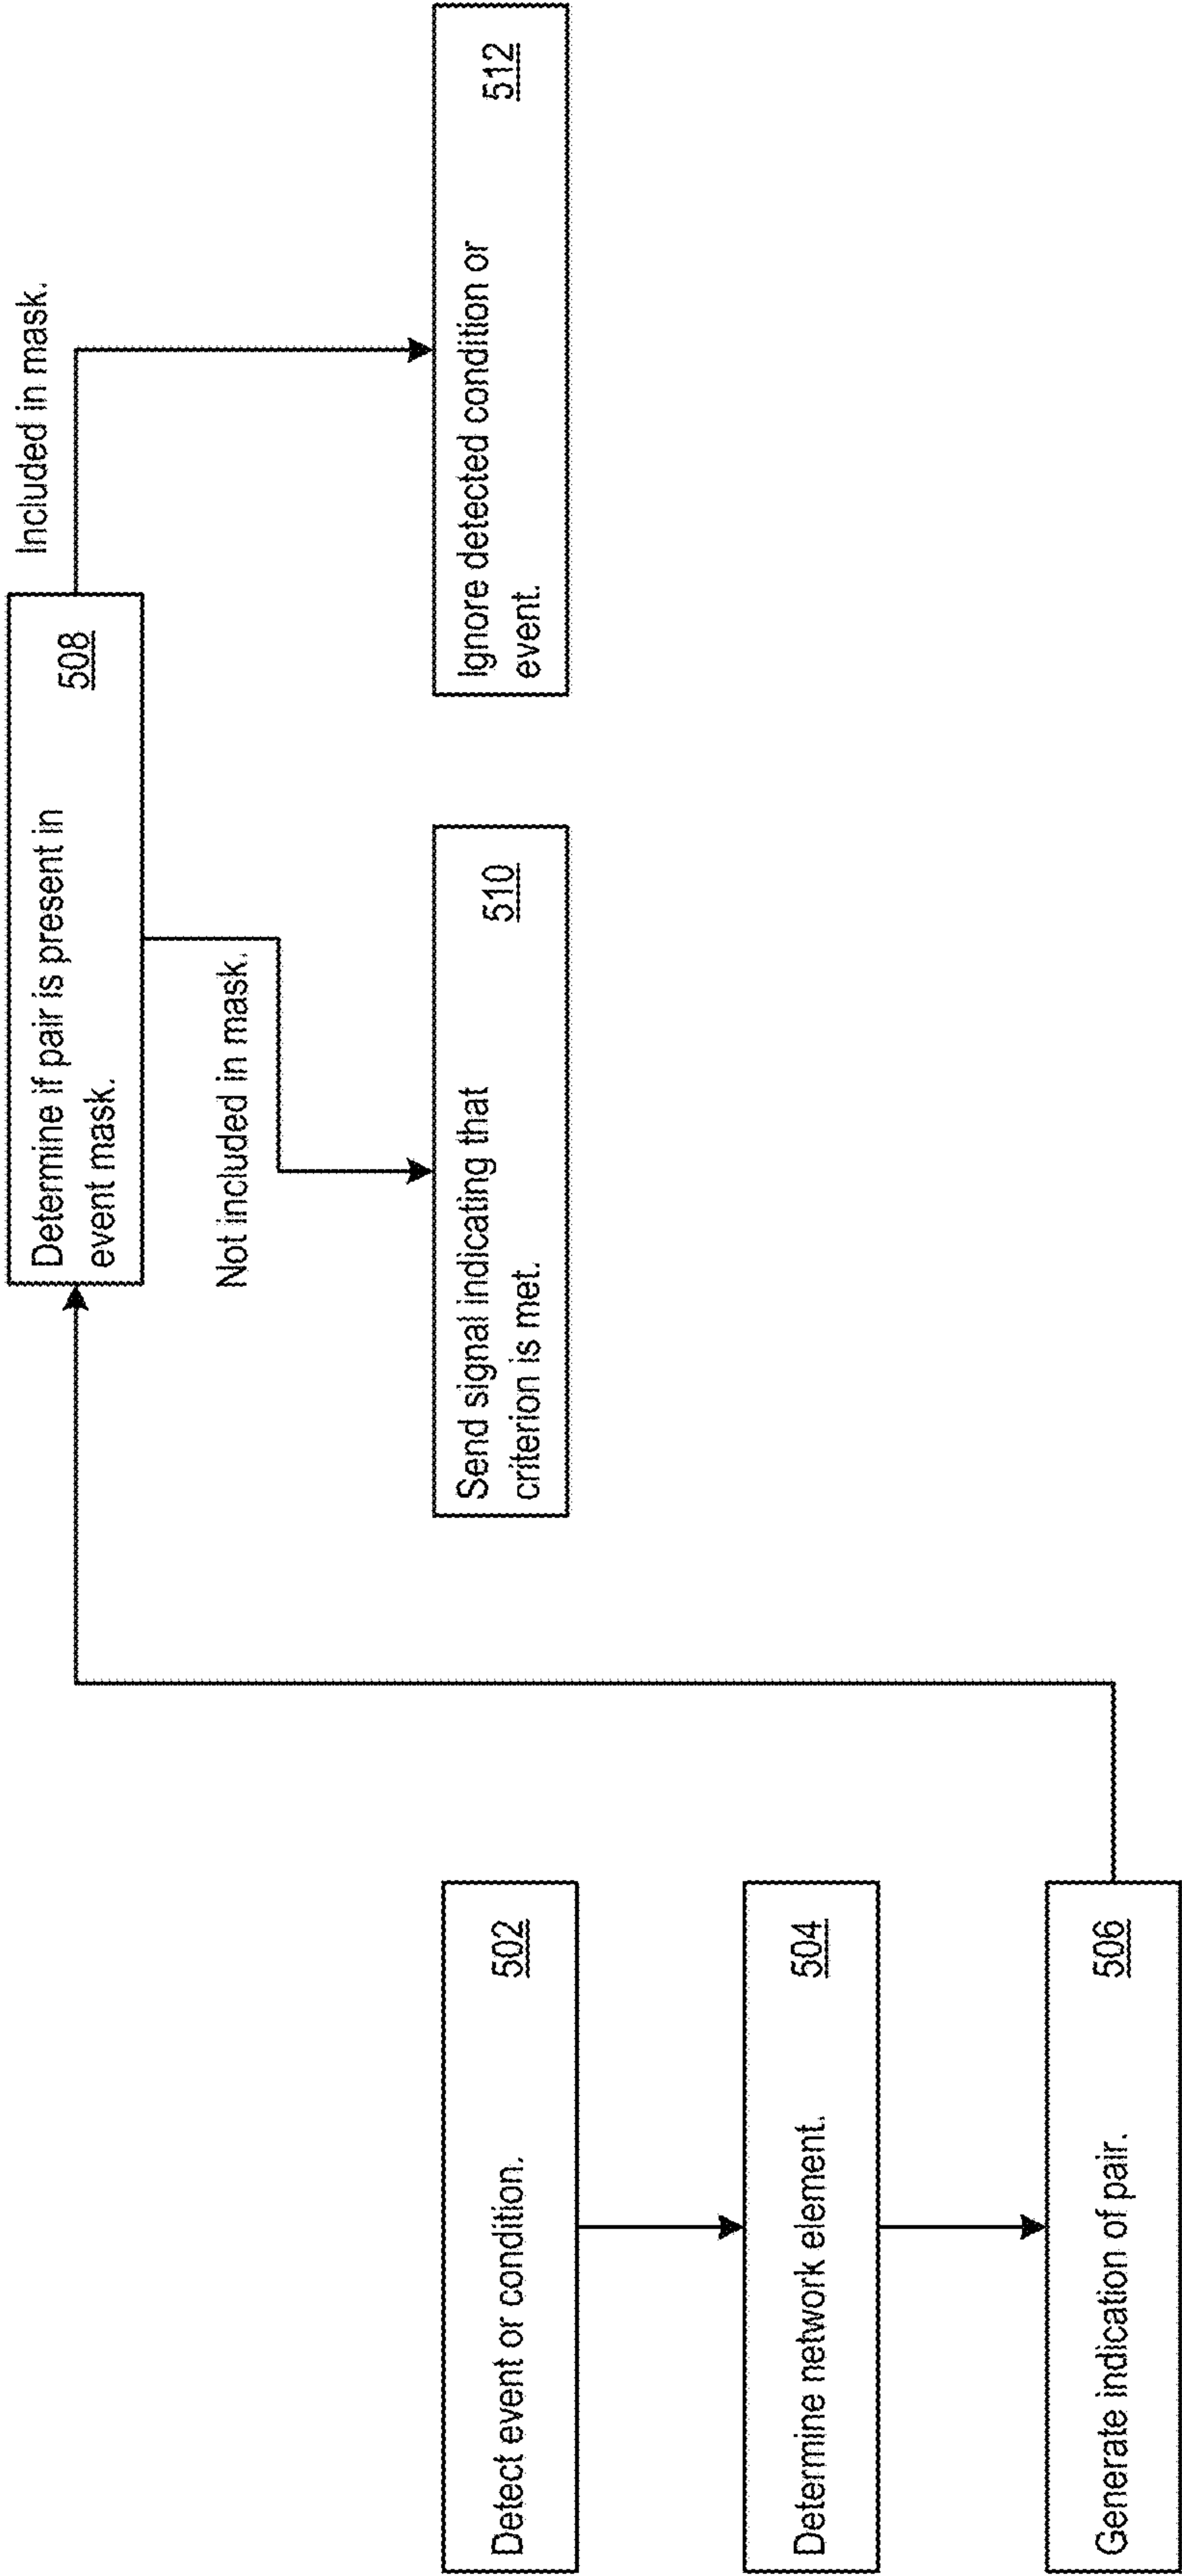 Detect event or condition.
502
Determine network element.
504
Generate indication of pair.
506
Determine if pair is present in
event mask.
508
Included in mask.
Not included in mask.
Send signal indicating that
criterion is met.
510
Ignore detected condition or
event.
512